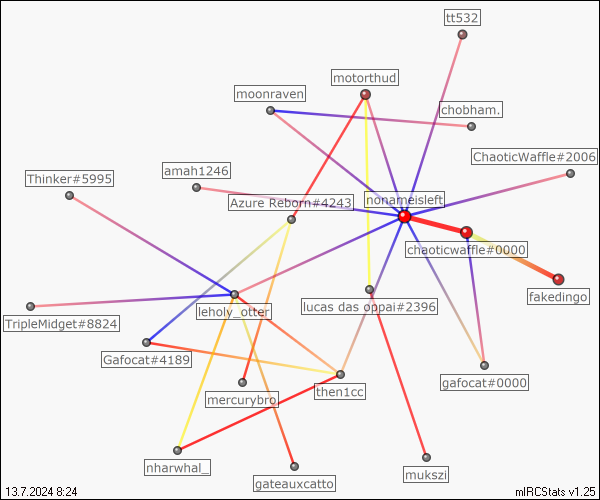 tt532
motorthud
moonraven
chobham.
ChaoticWaffle#2006
amah1246
Thinker#5995
Azure Reborn#4243
nonameisleft
chaoticwaffle#0000
fakedingo
lucas das oppai#2396
leholy_otter
TripleMidget#8824
Gafocat#4189
gafocat#0000
then1cc
mercurybro
nharwhal_
mukszi
gateauxcatto
13.7.2024 8:24
mIRCStats v1.25